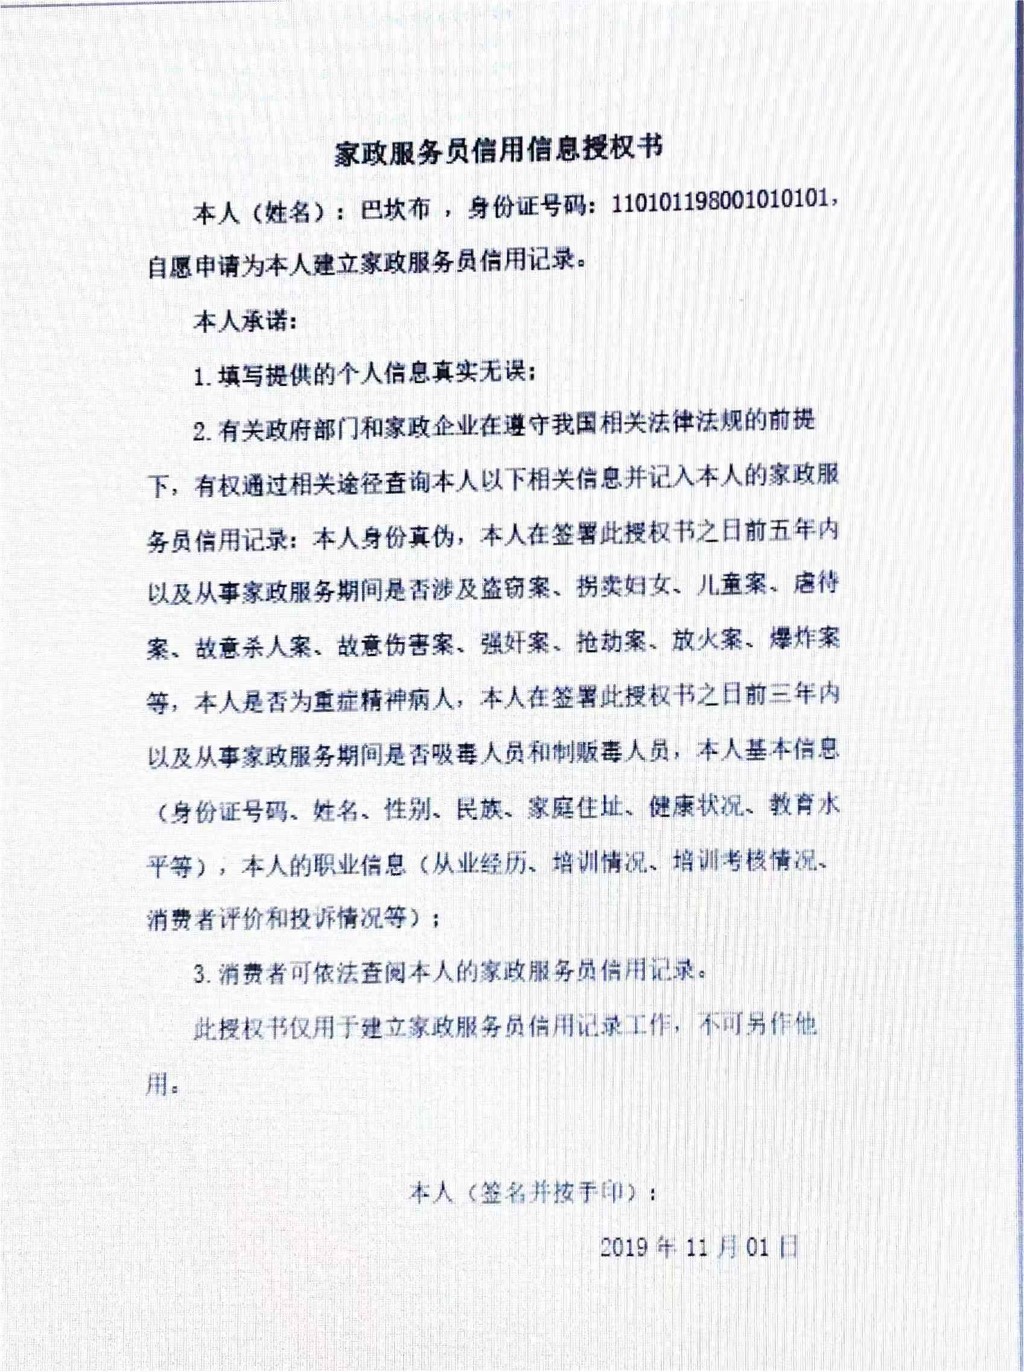 家政服务员信用信息授权书
本人（姓名）：巴坎布 ，身份证号码：110101198001010101，
自愿申请为本人建立家政服务员信用记录。
本人承诺：
1.填写提供的个人信息真实无误；
2.有关政府部门和家政企业在遵守我国相关法律法规的前提
下，有权通过相关途径查询本人以下相关信息并记入本人的家政服
务员信用记录：本人身份真伪，本人在签署此授权书之日前五年内
以及从事家政服务期间是否涉及盗窃案、拐卖妇女、儿童案、虐待
案、故意杀人案、故意伤害案、强奸案、抢劫案、放火案、爆炸案
等，本人是否为重症精神病人，本人在签署此授权书之日前三年内
以及从事家政服务期间是否吸毒人员和制贩毒人员，本人基本信息
（身份证号码、姓名、性别、民族、家庭住址、健康状况、教育水
平等），本人的职业信息（从业经历、培训情况、培训考核情况、
消费者评价和投诉情况等）；
3.消费者可依法查阅本人的家政服务员信用记录。
此授权书仅用于建立家政服务员信用记录工作，不可另作他
用。
本人（签名并按手印）：
2019 年 11 月 01 日